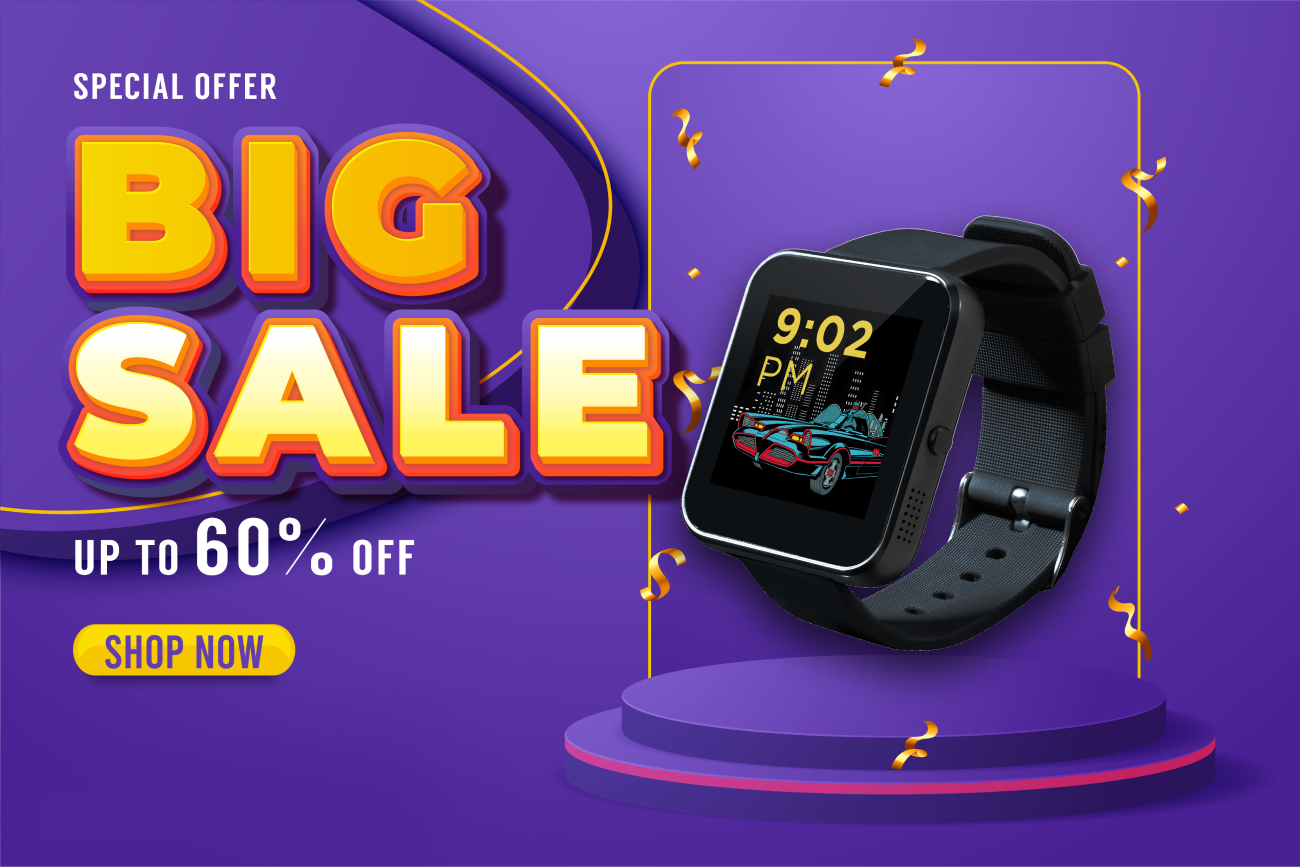 SPECIAL OFFER
BIG
SALE
UP TO 60% OFF
SHOP NOW
9:02
PM